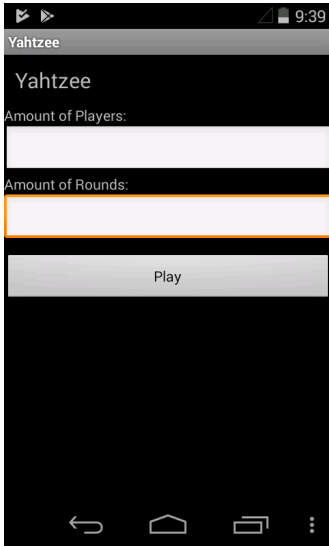 9:39
Yahtzee
Yahtzee
Amount of Players:
Amount of Rounds:
Play